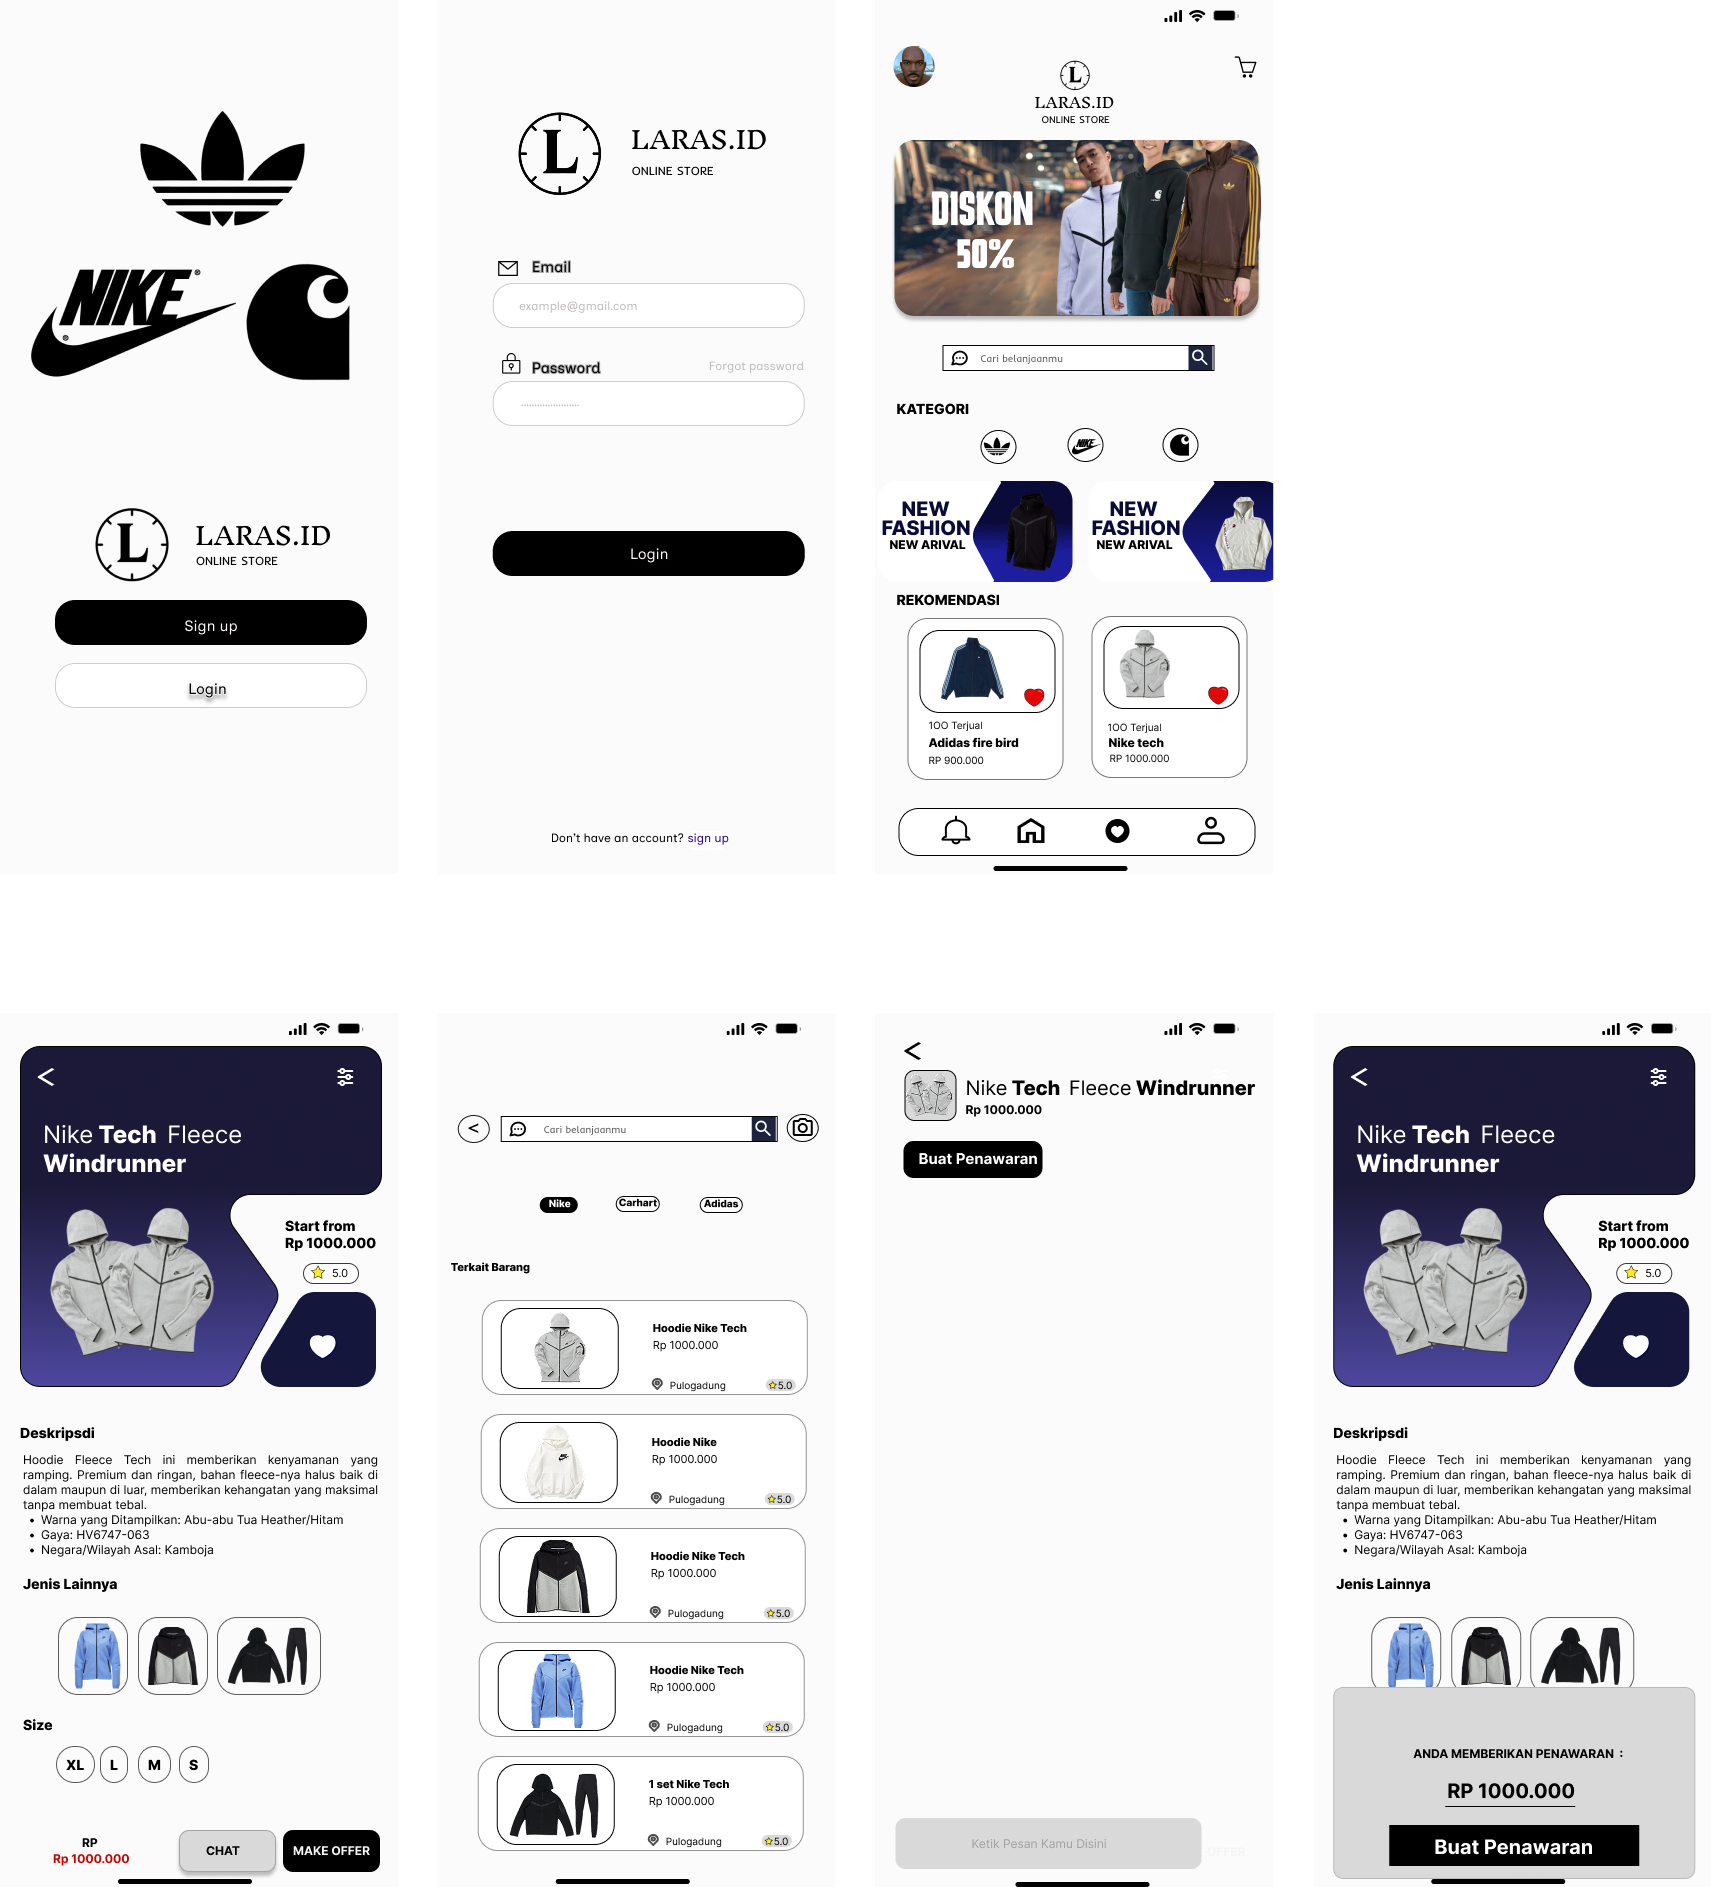 NIKE
L
LARAS.ID
ONLINE STORE
Sign up
Login
L
LARAS.ID
ONLINE STORE
Email
example@gmail.com
Password
Forgot password
Login
Don't have an account? sign up
L
LARAS.ID
ONLINE STORE
DISKON
50%
Cari belanjaanmu
KATEGORI
NIKE
NEW
FASHION
NEW ARIVAL
NEW
FASHION
NEW ARIVAL
REKOMENDASI
100 Terjual
Adidas fire bird
RP 900.000
100 Terjual
Nike tech
RP 1000.000
Nike Tech Fleece
Windrunner
Start from
Rp 1000.000
5.0
Deskripsdi
Hoodie Fleece Tech ini memberikan kenyamanan yang
ramping. Premium dan ringan, bahan fleece-nya halus baik di
dalam maupun di luar, memberikan kehangatan yang maksimal
tanpa membuat tebal.
• Warna yang Ditampilkan: Abu-abu Tua Heather/Hitam
• Gaya: HV6747-063
• Negara/Wilayah Asal: Kamboja
Jenis Lainnya
Size
XL L M S
RP
Rp 1000.000
CHAT
MAKE OFFER
<
Cari belanjaanmu
Nike Carhart Adidas
Terkait Barang
Hoodie Nike Tech
Rp 1000.000
Pulogadung 5.0
Hoodie Nike
Rp 1000.000
Pulogadung 5.0
Hoodie Nike Tech
Rp 1000.000
Pulogadung 5.0
Hoodie Nike Tech
Rp 1000.000
Pulogadung 5.0
1 set Nike Tech
Rp 1000.000
Pulogadung 5.0
Nike Tech Fleece Windrunner
Rp 1000.000
Buat Penawaran
Ketik Pesan Kamu Disini
Nike Tech Fleece
Windrunner
Start from
Rp 1000.000
5.0
Deskripsdi
Hoodie Fleece Tech ini memberikan kenyamanan yang
ramping. Premium dan ringan, bahan fleece-nya halus baik di
dalam maupun di luar, memberikan kehangatan yang maksimal
tanpa membuat tebal.
• Warna yang Ditampilkan: Abu-abu Tua Heather/Hitam
• Gaya: HV6747-063
• Negara/Wilayah Asal: Kamboja
Jenis Lainnya
ANDA MEMBERIKAN PENAWARAN :
RP 1000.000
Buat Penawaran